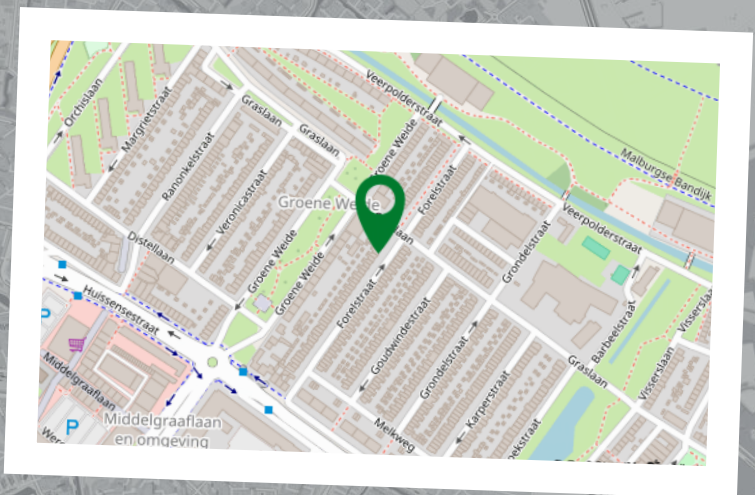 Veerpolderstraat
Orchislaan
Margrietstraat
Graslaan
Graslaan
Groene Weide
Ranonkelstraat
Malburgse Bandijk
Veronicastraat
Groene Weide
Forelstraat
Veerpolderstraat
Distellaan
Groene Weide
Groene Weide
Grondelstraat
Huissensestraat
Forelstraat
Goudwindestraat
Barbeelstraat
P
Grondelstraat
Graslaan
Visserslaan
Middelgraaflaan
Karperstraat
Middelgraaflaan
en omgeving
P
Melkweg